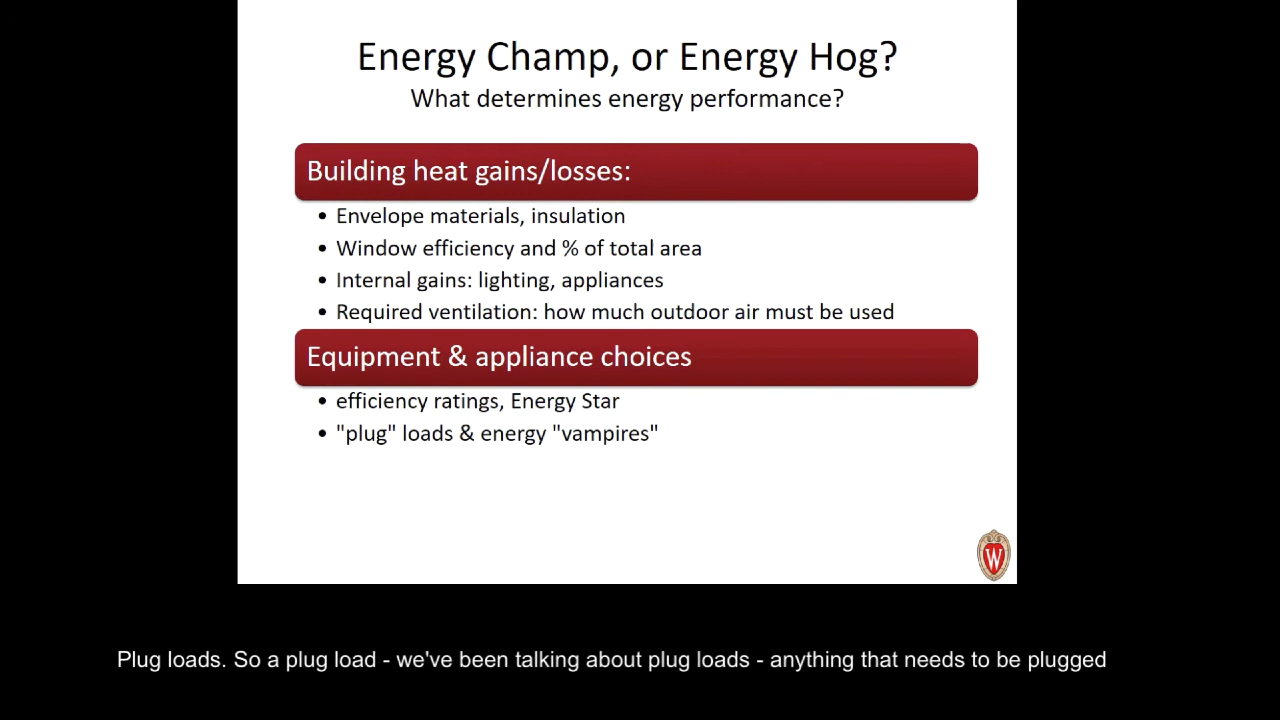 Energy Champ, or Energy Hog?
What determines energy performance?
Building heat gains/losses:
• Envelope materials, insulation
• Window efficiency and % of total area
• Internal gains: lighting, appliances
• Required ventilation: how much outdoor air must be used
Equipment & appliance choices
• efficiency ratings, Energy Star
• "plug" loads & energy "vampires"
W
Plug loads. So a plug load - we've been talking about plug loads - anything that needs to be plugged